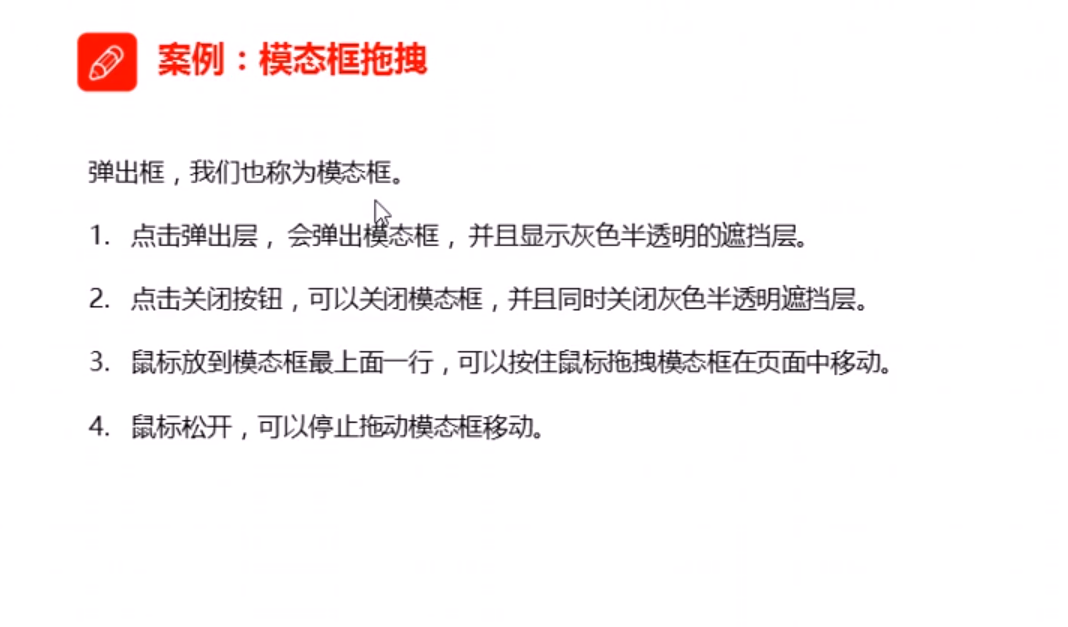 案例：模态框拖拽
弹出框，我们也称为模态框。
1. 点击弹出层， 会弹出模态框， 并且显示灰色半透明的遮挡层。
2. 点击关闭按钮，可以关闭模态框，并且同时关闭灰色半透明遮挡层。
3. 鼠标放到模态框最上面一行，可以按住鼠标拖拽模态框在页面中移动。
4. 鼠标松开，可以停止拖动模态框移动。